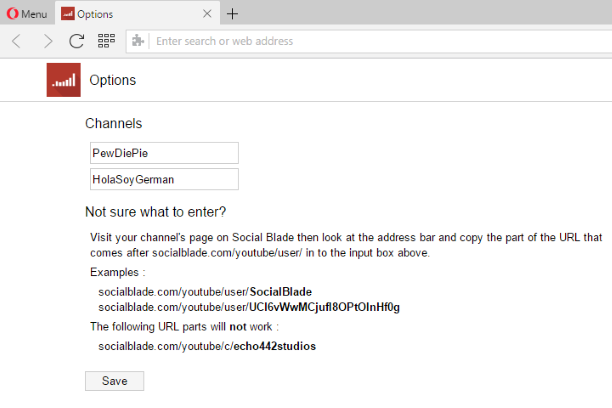 Menu
Options
Enter search or web address
Options
Channels
PewDiePie
HolaSoyGerman
Not sure what to enter?
Visit your channel's page on Social Blade then look at the address bar and copy the part of the URL that
comes after socialblade.com/youtube/user/ in to the input box above.
Examples :
socialblade.com/youtube/user/SocialBlade
socialblade.com/youtube/user/UCI6vWwMCjufl8OPtOInHf0g
The following URL parts will not work :
socialblade.com/youtube/c/echo442studios
Save